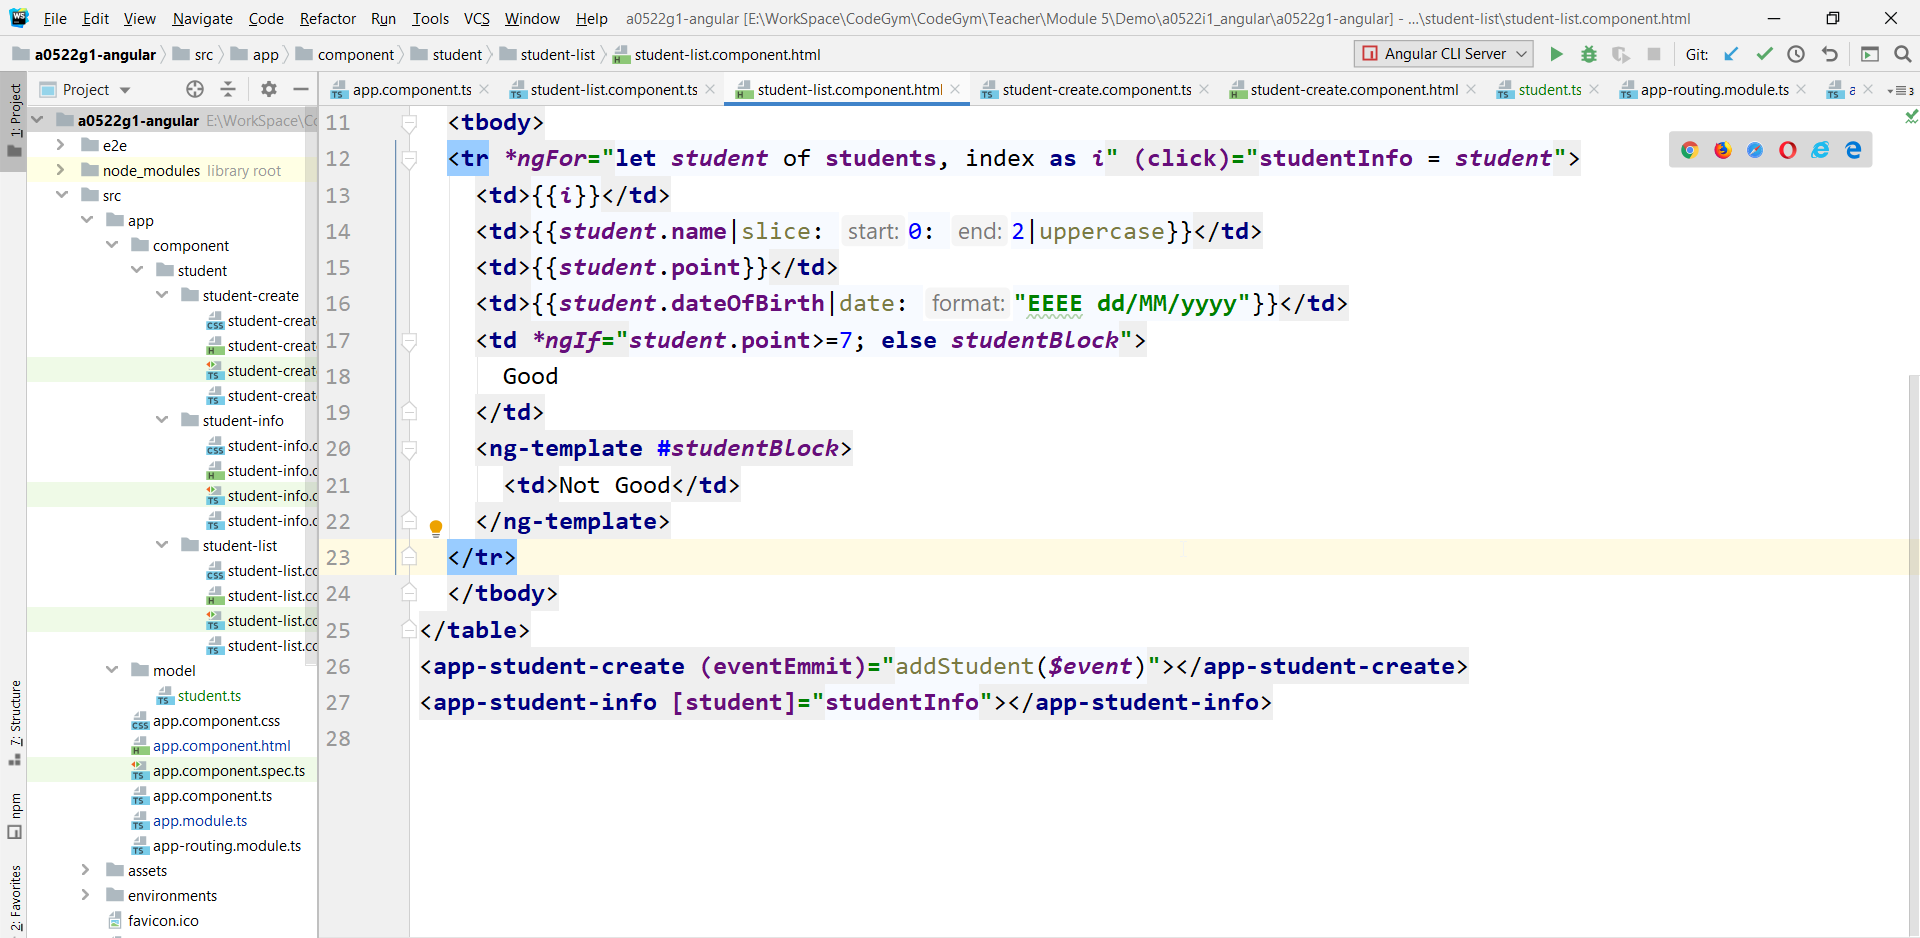 File Edit View Navigate Code Refactor Run Tools VCS Window Help a0522g1-angular [E:\WorkSpace\CodeGym\CodeGym\Teacher\Module 5\Demo\a0522i1_angular\a0522g1-angular] - ...\student-list\student-list.component.html
a0522g1-angular src app component student student-list student-list.component.html Angular CLI Server Git:
Project app.component.ts student-list.component.ts student-list.component.html student-create.component.ts student-create.component.html student.ts app-routing.module.ts a 3
1: Project
7: Structure
npm
2: Favorites
a0522g1-angular E:\WorkSpace\Co
e2e
node_modules library root
src
app
component
student
student-create
student-creat
student-creat
student-creat
student-creat
student-info
student-info.c
student-info.c
student-info.c
student-info.c
student-list
student-list.cc
student-list.cc
student-list.cc
student-list.cc
model
student.ts
app.component.css
app.component.html
app.component.spec.ts
app.component.ts
app.module.ts
app-routing.module.ts
assets
environments
favicon.ico
11 <tbody>
12 <tr *ngFor="let student of students, index as i" (click)="studentInfo = student">
13 <td>{{i}}</td>
14 <td>{{student.name|slice: start: 0: end: 2|uppercase}}</td>
15 <td>{{student.point}}</td>
16 <td>{{student.dateOfBirth|date: format: "EEEE dd/MM/yyyy"}}</td>
17 <td *ngIf="student.point>=7; else studentBlock">
18 Good
19 </td>
20 <ng-template #studentBlock>
21 <td>Not Good</td>
22 </ng-template>
23 </tr>
24 </tbody>
25 </table>
26 <app-student-create (eventEmmit)="addStudent($event)"></app-student-create>
27 <app-student-info [student]="studentInfo"></app-student-info>
28